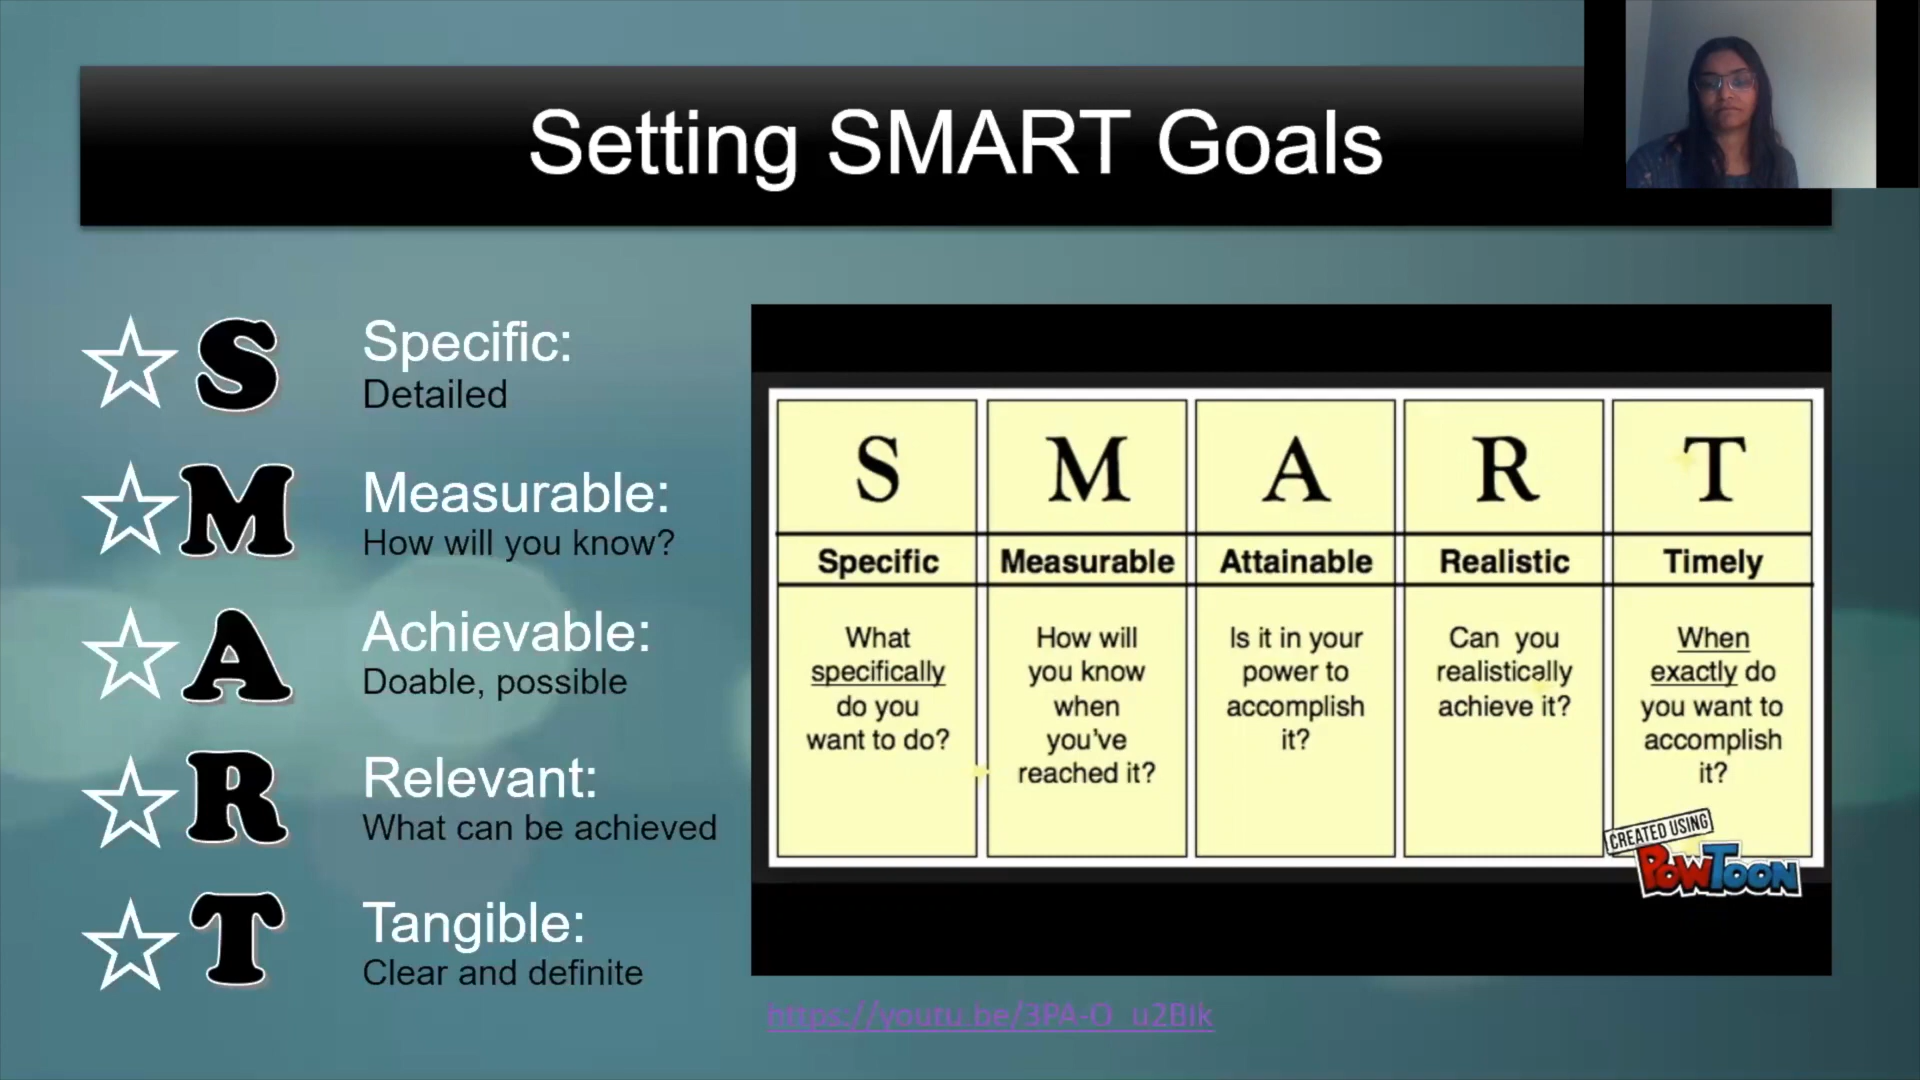 Setting SMART Goals
S
Specific:
Detailed
M
Measurable:
How will you know?
A
Achievable:
Doable, possible
R
Relevant:
What can be achieved
T
Tangible:
Clear and definite
S
Specific
What
specifically
do you
want to do?
M
Measurable
How will
you know
when
you've
reached it?
A
Attainable
Is it in your
power to
accomplish
it?
R
Realistic
Can you
realistically
achieve it?
T
Timely
When
exactly do
you want to
accomplish
it?
CREATED USING
POWTOON
https://youtu.be/3PA-O_u2BIk